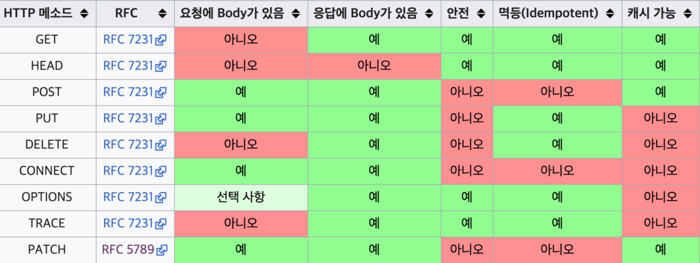 HTTP 메소드 RFC 요청에 Body가 있음 응답에 Body가 있음 안전 멱등(Idempotent) 캐시 가능
GET RFC 7231 아니오 예 예 예 예
HEAD RFC 7231 아니오 아니오 예 예 예
POST RFC 7231 예 예 아니오 아니오 예
PUT RFC 7231 예 예 아니오 예 아니오
DELETE RFC 7231 아니오 예 아니오 예 아니오
CONNECT RFC 7231 예 예 아니오 아니오 아니오
OPTIONS RFC 7231 선택 사항 예 예 예 아니오
TRACE RFC 7231 아니오 예 예 예 아니오
PATCH RFC 5789 예 예 아니오 아니오 아니오